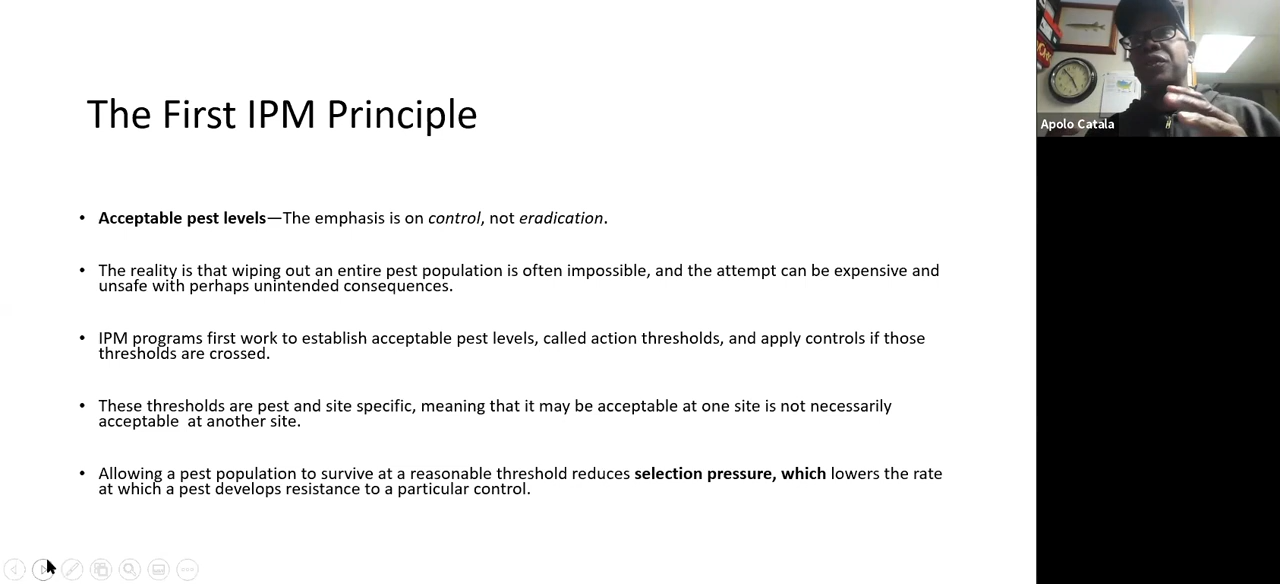 The First IPM Principle
• Acceptable pest levels—The emphasis is on control, not eradication.
• The reality is that wiping out an entire pest population is often impossible, and the attempt can be expensive and
unsafe with perhaps unintended consequences.
• IPM programs first work to establish acceptable pest levels, called action thresholds, and apply controls if those
thresholds are crossed.
• These thresholds are pest and site specific, meaning that it may be acceptable at one site is not necessarily
acceptable  at another site.
• Allowing a pest population to survive at a reasonable threshold reduces selection pressure, which lowers the rate
at which a pest develops resistance to a particular control.
Apolo Catala